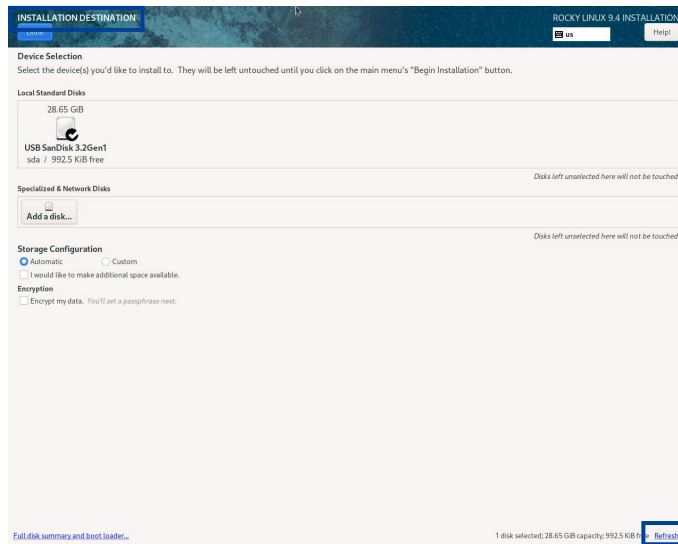 INSTALLATION DESTINATION
ROCKY LINUX 9.4 INSTALLATION
Done
us
Help!
Device Selection
Select the device(s) you'd like to install to. They will be left untouched until you click on the main menu's "Begin Installation" button.
Local Standard Disks
28.65 GiB
USB SanDisk 3.2Gen1
sda / 992.5 KiB free
Disks left unselected here will not be touched
Specialized & Network Disks
Add a disk...
Disks left unselected here will not be touched
Storage Configuration
Automatic Custom
I would like to make additional space available.
Encryption
Encrypt my data. You'll set a passphrase next.
Full disk summary and boot loader...
1 disk selected; 28.65 GiB capacity; 992.5 KiB free Refresh